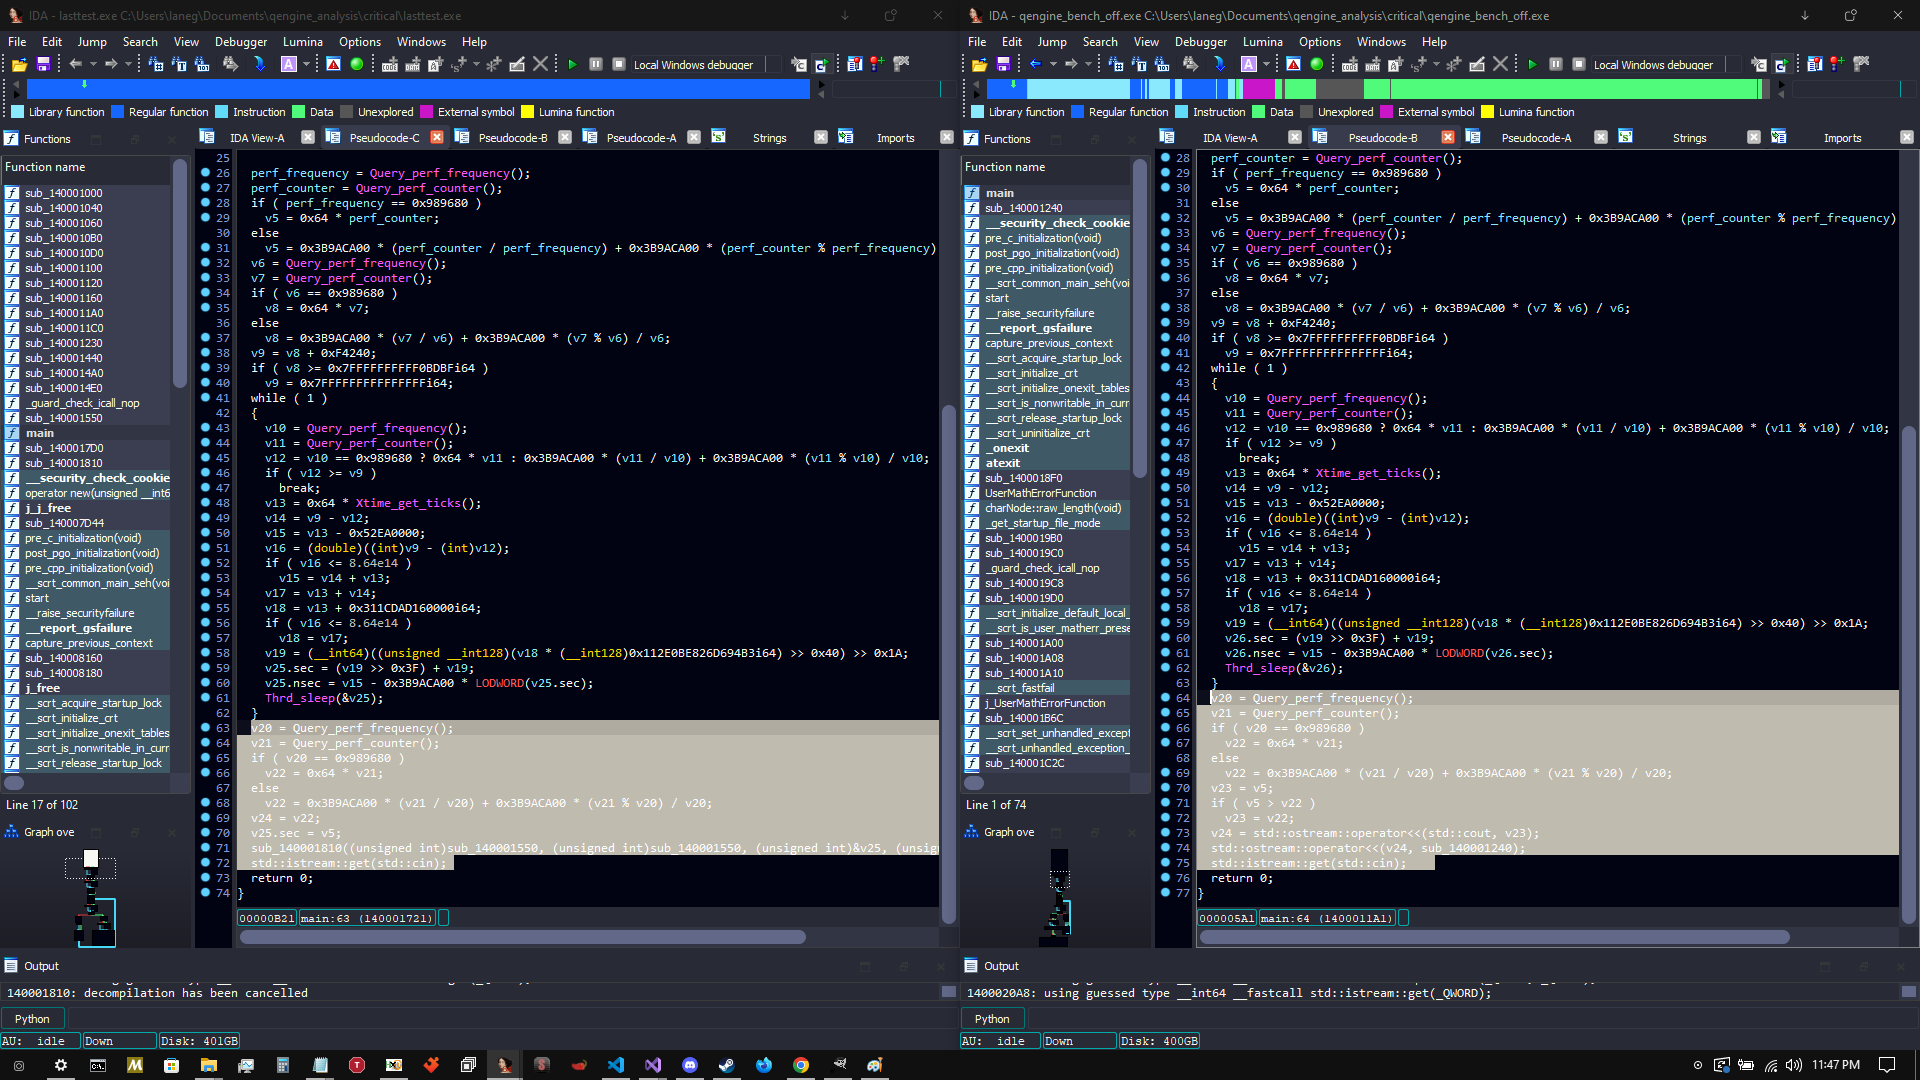 IDA - lasttest.exe C:\Users\laneg\Documents\qengine_analysis\critical\lasttest.exe
File Edit Jump Search View Debugger Lumina Options Windows Help
Local Windows debugger
Library function Regular function Instruction Data Unexplored External symbol Lumina function
Functions
IDA View-A Pseudocode-C Pseudocode-B Pseudocode-A Strings Imports
Function name
sub_140001000
sub_140001040
sub_140001060
sub_1400010B0
sub_1400010D0
sub_140001100
sub_140001120
sub_140001160
sub_1400011A0
sub_1400011C0
sub_140001230
sub_140001440
sub_1400014A0
sub_1400014E0
_guard_check_icall_nop
sub_140001550
main
sub_1400017D0
sub_140001810
__security_check_cookie
operator new(unsigned __int6
j_j_free
sub_140007D44
pre_c_initialization(void)
post_pgo_initialization(void)
pre_cpp_initialization(void)
__scrt_common_main_seh(voi
start
__raise_securityfailure
__report_gsfailure
capture_previous_context
sub_140008160
sub_140008180
j_free
__scrt_acquire_startup_lock
__scrt_initialize_crt
__scrt_initialize_onexit_tables
__scrt_is_nonwritable_in_curr
__scrt_release_startup_lock
Line 17 of 102
Graph ove
25
26 perf_frequency = Query_perf_frequency();
27 perf_counter = Query_perf_counter();
28 if ( perf_frequency == 0x989680 )
29 v5 = 0x64 * perf_counter;
30 else
31 v5 = 0x3B9ACA00 * (perf_counter / perf_frequency) + 0x3B9ACA00 * (perf_counter % perf_frequency)
32 v6 = Query_perf_frequency();
33 v7 = Query_perf_counter();
34 if ( v6 == 0x989680 )
35 v8 = 0x64 * v7;
36 else
37 v8 = 0x3B9ACA00 * (v7 / v6) + 0x3B9ACA00 * (v7 % v6) / v6;
38 v9 = v8 + 0xF4240;
39 if ( v8 >= 0x7FFFFFFFFFF0BDBFi64 )
40 v9 = 0x7FFFFFFFFFFFFFFFi64;
41 while ( 1 )
42 {
43 v10 = Query_perf_frequency();
44 v11 = Query_perf_counter();
45 v12 = v10 == 0x989680 ? 0x64 * v11 : 0x3B9ACA00 * (v11 / v10) + 0x3B9ACA00 * (v11 % v10) / v10;
46 if ( v12 >= v9 )
47 break;
48 v13 = 0x64 * Xtime_get_ticks();
49 v14 = v9 - v12;
50 v15 = v13 - 0x52EA0000;
51 v16 = (double)((int)v9 - (int)v12);
52 if ( v16 <= 8.64e14 )
53 v15 = v14 + v13;
54 v17 = v13 + v14;
55 v18 = v13 + 0x311CDAD160000i64;
56 if ( v16 <= 8.64e14 )
57 v18 = v17;
58 v19 = (__int64)((unsigned __int128)(v18 * (__int128)0x112E0BE826D694B3i64) >> 0x40) >> 0x1A;
59 v25.sec = (v19 >> 0x3F) + v19;
60 v25.nsec = v15 - 0x3B9ACA00 * LODWORD(v25.sec);
61 Thrd_sleep(&v25);
62 }
63 v20 = Query_perf_frequency();
64 v21 = Query_perf_counter();
65 if ( v20 == 0x989680 )
66 v22 = 0x64 * v21;
67 else
68 v22 = 0x3B9ACA00 * (v21 / v20) + 0x3B9ACA00 * (v21 % v20) / v20;
69 v24 = v22;
70 v25.sec = v5;
71 sub_140001810((unsigned int)sub_140001550, (unsigned int)sub_140001550, (unsigned int)&v25, (unsig
72 std::istream::get(std::cin);
73 return 0;
74 }
00000B21 main:63 (140001721)
Output
140001810: decompilation has been cancelled
Python
AU: idle Down Disk: 401GB
IDA - qengine_bench_off.exe C:\Users\laneg\Documents\qengine_analysis\critical\qengine_bench_off.exe
File Edit Jump Search View Debugger Lumina Options Windows Help
Local Windows debugger
Library function Regular function Instruction Data Unexplored External symbol Lumina function
Functions
IDA View-A Pseudocode-B Pseudocode-A Strings Imports
Function name
main
sub_140001240
__security_check_cookie
pre_c_initialization(void)
post_pgo_initialization(void)
pre_cpp_initialization(void)
__scrt_common_main_seh(voi
start
__raise_securityfailure
__report_gsfailure
capture_previous_context
__scrt_acquire_startup_lock
__scrt_initialize_crt
__scrt_initialize_onexit_tables
__scrt_is_nonwritable_in_curr
__scrt_release_startup_lock
__scrt_uninitialize_crt
_onexit
atexit
sub_1400018F0
UserMathErrorFunction
charNode::raw_length(void)
_get_startup_file_mode
sub_1400019B0
sub_1400019C0
_guard_check_icall_nop
sub_1400019C8
sub_1400019D0
__scrt_initialize_default_local_
__scrt_is_user_matherr_prese
sub_140001A00
sub_140001A08
sub_140001A10
__scrt_fastfail
j_UserMathErrorFunction
sub_140001B6C
__scrt_set_unhandled_except
__scrt_unhandled_exception_
sub_140001C2C
Line 1 of 74
Graph ove
28 perf_counter = Query_perf_counter();
29 if ( perf_frequency == 0x989680 )
30 v5 = 0x64 * perf_counter;
31 else
32 v5 = 0x3B9ACA00 * (perf_counter / perf_frequency) + 0x3B9ACA00 * (perf_counter % perf_frequency)
33 v6 = Query_perf_frequency();
34 v7 = Query_perf_counter();
35 if ( v6 == 0x989680 )
36 v8 = 0x64 * v7;
37 else
38 v8 = 0x3B9ACA00 * (v7 / v6) + 0x3B9ACA00 * (v7 % v6) / v6;
39 v9 = v8 + 0xF4240;
40 if ( v8 >= 0x7FFFFFFFFFF0BDBFi64 )
41 v9 = 0x7FFFFFFFFFFFFFFFi64;
42 while ( 1 )
43 {
44 v10 = Query_perf_frequency();
45 v11 = Query_perf_counter();
46 v12 = v10 == 0x989680 ? 0x64 * v11 : 0x3B9ACA00 * (v11 / v10) + 0x3B9ACA00 * (v11 % v10) / v10;
47 if ( v12 >= v9 )
48 break;
49 v13 = 0x64 * Xtime_get_ticks();
50 v14 = v9 - v12;
51 v15 = v13 - 0x52EA0000;
52 v16 = (double)((int)v9 - (int)v12);
53 if ( v16 <= 8.64e14 )
54 v15 = v14 + v13;
55 v17 = v13 + v14;
56 v18 = v13 + 0x311CDAD160000i64;
57 if ( v16 <= 8.64e14 )
58 v18 = v17;
59 v19 = (__int64)((unsigned __int128)(v18 * (__int128)0x112E0BE826D694B3i64) >> 0x40) >> 0x1A;
60 v26.sec = (v19 >> 0x3F) + v19;
61 v26.nsec = v15 - 0x3B9ACA00 * LODWORD(v26.sec);
62 Thrd_sleep(&v26);
63 }
64 v20 = Query_perf_frequency();
65 v21 = Query_perf_counter();
66 if ( v20 == 0x989680 )
67 v22 = 0x64 * v21;
68 else
69 v22 = 0x3B9ACA00 * (v21 / v20) + 0x3B9ACA00 * (v21 % v20) / v20;
70 v23 = v5;
71 if ( v5 > v22 )
72 v23 = v22;
73 v24 = std::ostream::operator<<(std::cout, v23);
74 std::ostream::operator<<(v24, sub_140001240);
75 std::istream::get(std::cin);
76 return 0;
77 }
000005A1 main:64 (1400011A1)
Output
1400020A8: using guessed type __int64 __fastcall std::istream::get(_QWORD);
Python
AU: idle Down Disk: 400GB
11:47 PM